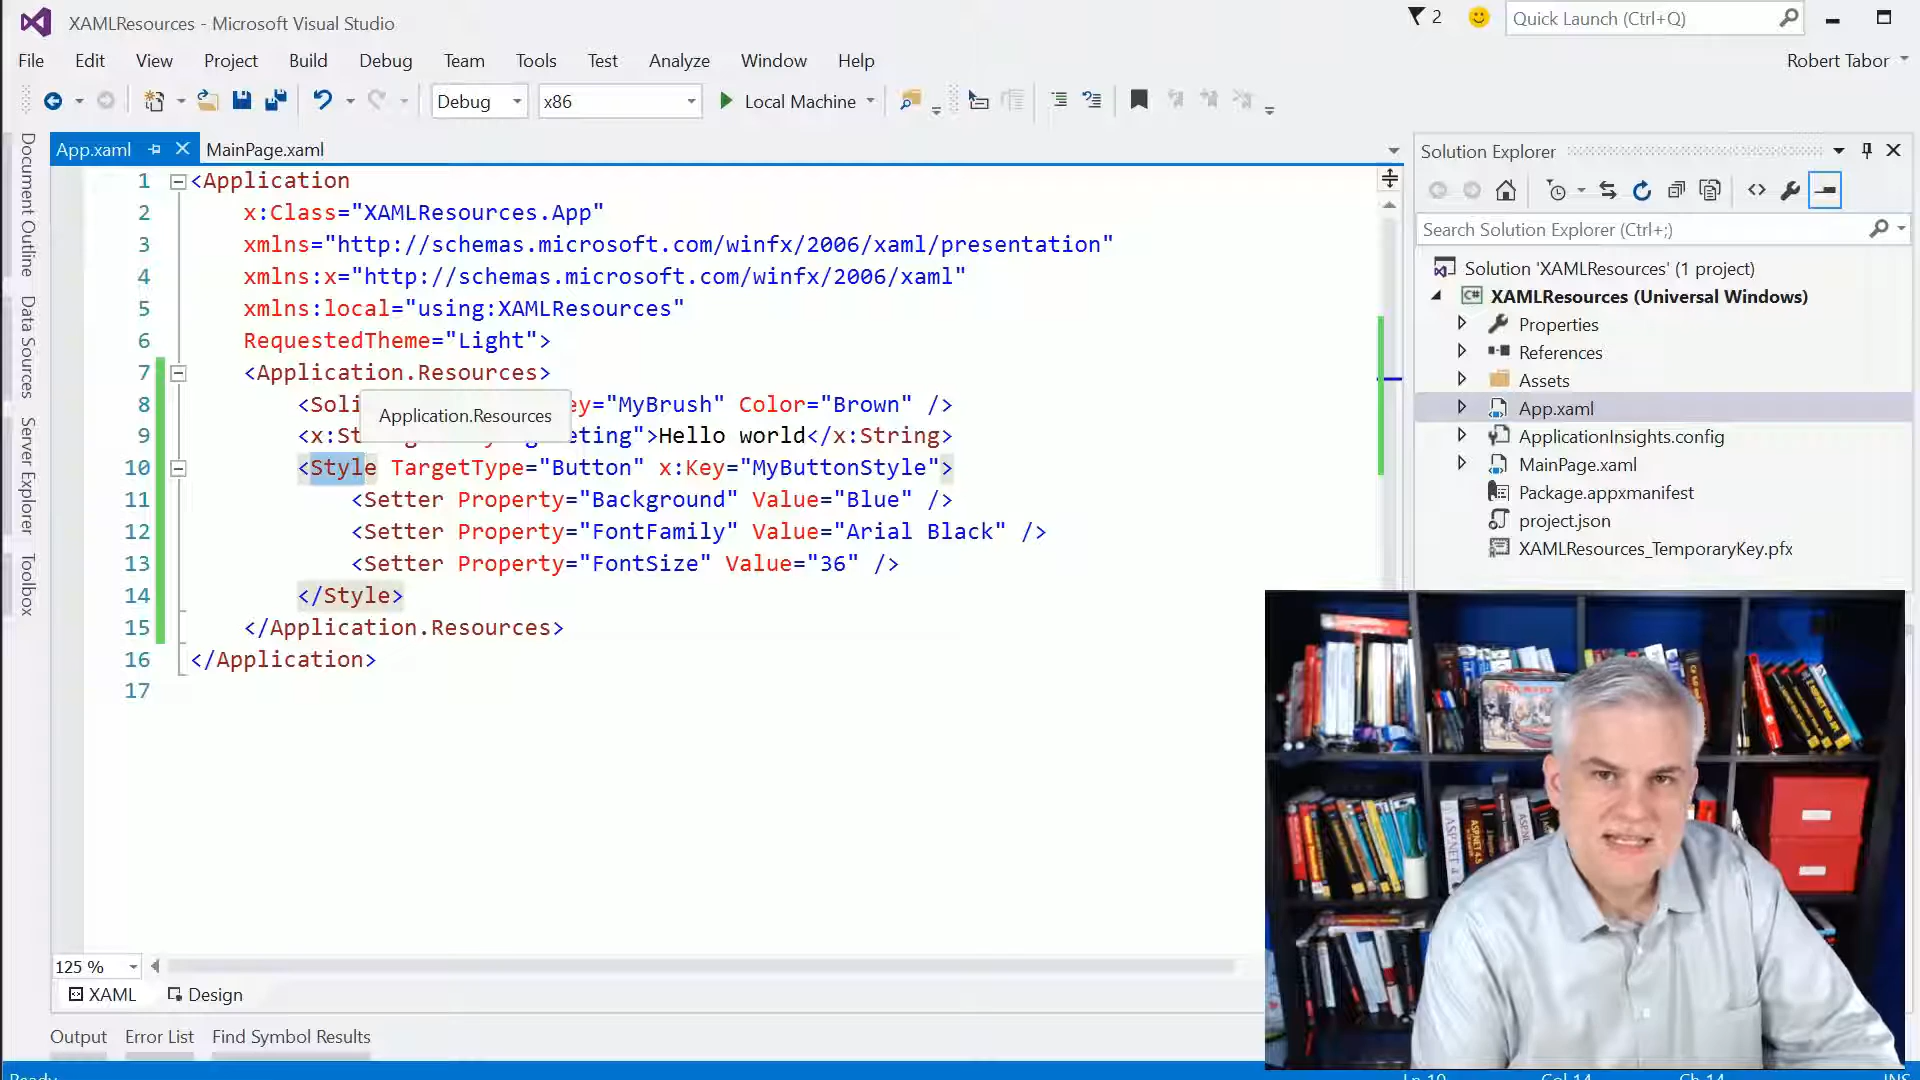 XAMLResources - Microsoft Visual Studio
2
Quick Launch (Ctrl+Q)
File Edit View Project Build Debug Team Tools Test Analyze Window Help
Robert Tabor
Debug x86 Local Machine
Document Outline
Data Sources
Server Explorer
Toolbox
App.xaml MainPage.xaml
1 <Application
2 x:Class="XAMLResources.App"
3 xmlns="http://schemas.microsoft.com/winfx/2006/xaml/presentation"
4 xmlns:x="http://schemas.microsoft.com/winfx/2006/xaml"
5 xmlns:local="using:XAMLResources"
6 RequestedTheme="Light">
7 <Application.Resources>
8 <Soli ey="MyBrush" Color="Brown" />
Application.Resources
9 <x:St eting">Hello world</x:String>
10 <Style TargetType="Button" x:Key="MyButtonStyle">
11 <Setter Property="Background" Value="Blue" />
12 <Setter Property="FontFamily" Value="Arial Black" />
13 <Setter Property="FontSize" Value="36" />
14 </Style>
15 </Application.Resources>
16 </Application>
17
125 %
XAML Design
Output Error List Find Symbol Results
Ready Ln 10 Col 14 Ch 14 INS
Solution Explorer
Search Solution Explorer (Ctrl+;)
Solution 'XAMLResources' (1 project)
C# XAMLResources (Universal Windows)
Properties
References
Assets
App.xaml
ApplicationInsights.config
MainPage.xaml
Package.appxmanifest
project.json
XAMLResources_TemporaryKey.pfx